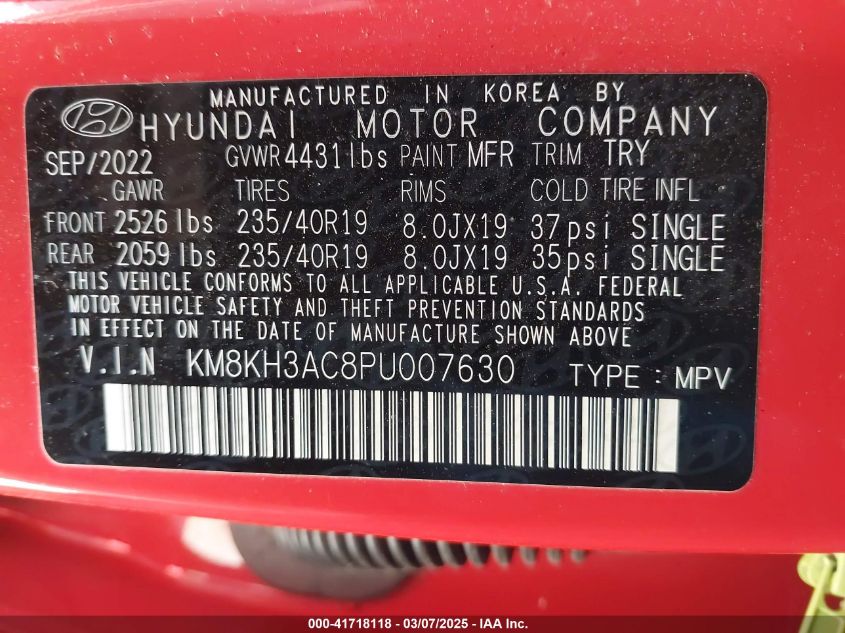 MANUFACTURED IN KOREA BY
HYUNDAI MOTOR COMPANY
SEP/2022 GVWR 4431lbs PAINT MFR TRIM TRY
GAWR TIRES RIMS COLD TIRE INFL
FRONT 2526 lbs 235/40R19 8.0JX19 37psi SINGLE
REAR 2059 lbs 235/40R19 8.0JX19 35psi SINGLE
THIS VEHICLE CONFORMS TO ALL APPLICABLE U.S.A. FEDERAL
MOTOR VEHICLE SAFETY AND THEFT PREVENTION STANDARDS
IN EFFECT ON THE DATE OF MANUFACTURE SHOWN ABOVE
V.I.N KM8KH3AC8PU007630 TYPE : MPV
000-41718118 - 03/07/2025 - IAA Inc.